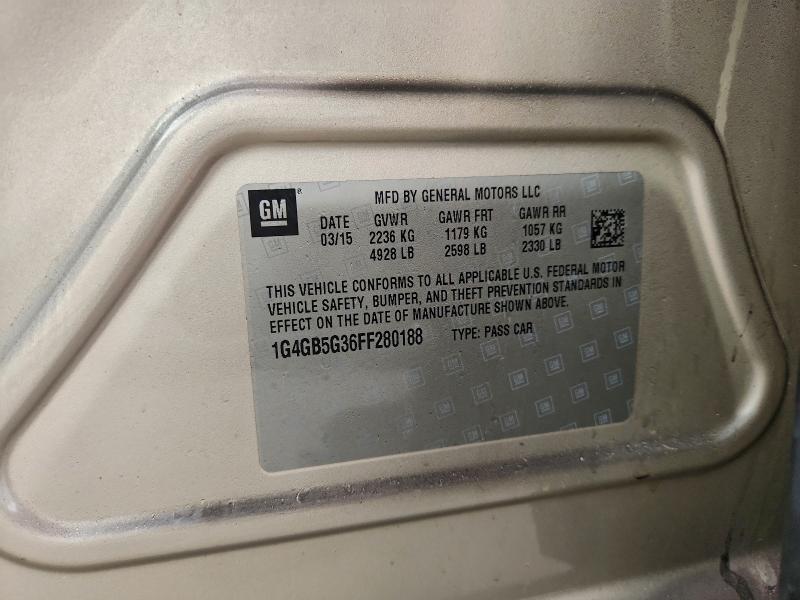 GM ®
MFD BY GENERAL MOTORS LLC
DATE GVWR GAWR FRT GAWR RR
03/15 2236 KG 1179 KG 1057 KG
4928 LB 2598 LB 2330 LB
THIS VEHICLE CONFORMS TO ALL APPLICABLE U.S. FEDERAL MOTOR
VEHICLE SAFETY, BUMPER, AND THEFT PREVENTION STANDARDS IN
EFFECT ON THE DATE OF MANUFACTURE SHOWN ABOVE.
1G4GB5G36FF280188 TYPE: PASS CAR